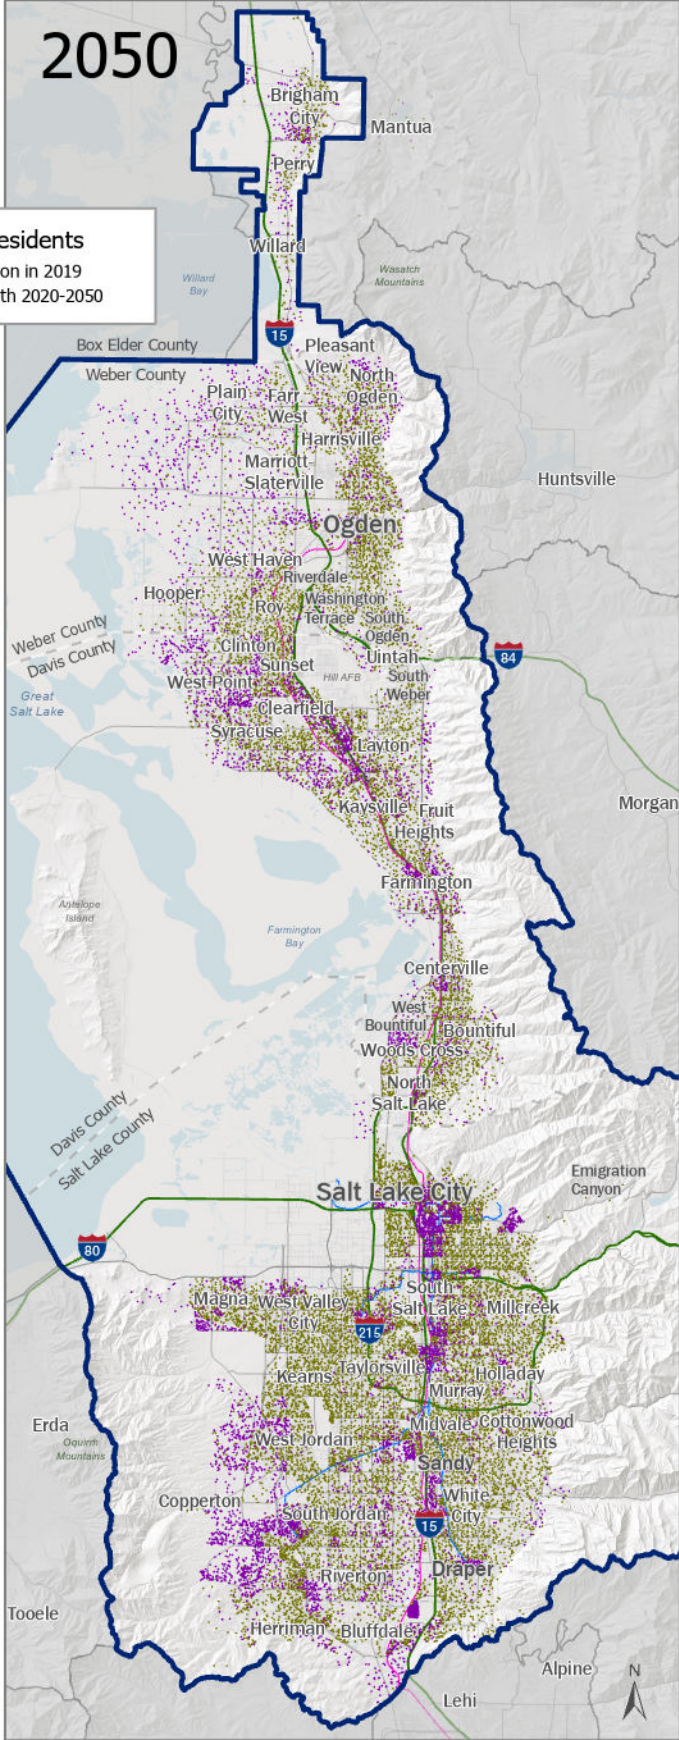 2050
Brigham
City
Mantua
Perry
esidents
on in 2019
th 2020-2050
Willard
Willard
Bay
Wasatch
Mountains
15
Box Elder County
Weber County
Pleasant
View
North
Ogden
Plain
City
Farr
West
Harrisville
Marriott-
Slaterville
Huntsville
Ogden
West Haven
Riverdale
Hooper
Roy
Washington
Terrace
South
Ogden
Weber County
Davis County
Clinton
Sunset
Uintah
84
Hill AFB
West Point
South
Weber
Great
Salt Lake
Clearfield
Syracuse
Layton
Kaysville
Fruit
Heights
Morgan
Farmington
Antelope
Island
Farmington
Bay
Centerville
West
Bountiful
Bountiful
Woods Cross
North
Salt Lake
Davis County
Salt Lake County
Salt Lake City
Emigration
Canyon
80
Magna
West Valley
City
South
Salt Lake
Millcreek
215
Kearns
Taylorsville
Holladay
Murray
Erda
Oquirrh
Mountains
West Jordan
Midvale
Cottonwood
Heights
Sandy
Copperton
South Jordan
White
City
15
Riverton
Draper
Tooele
Herriman
Bluffdale
Alpine
Lehi
N